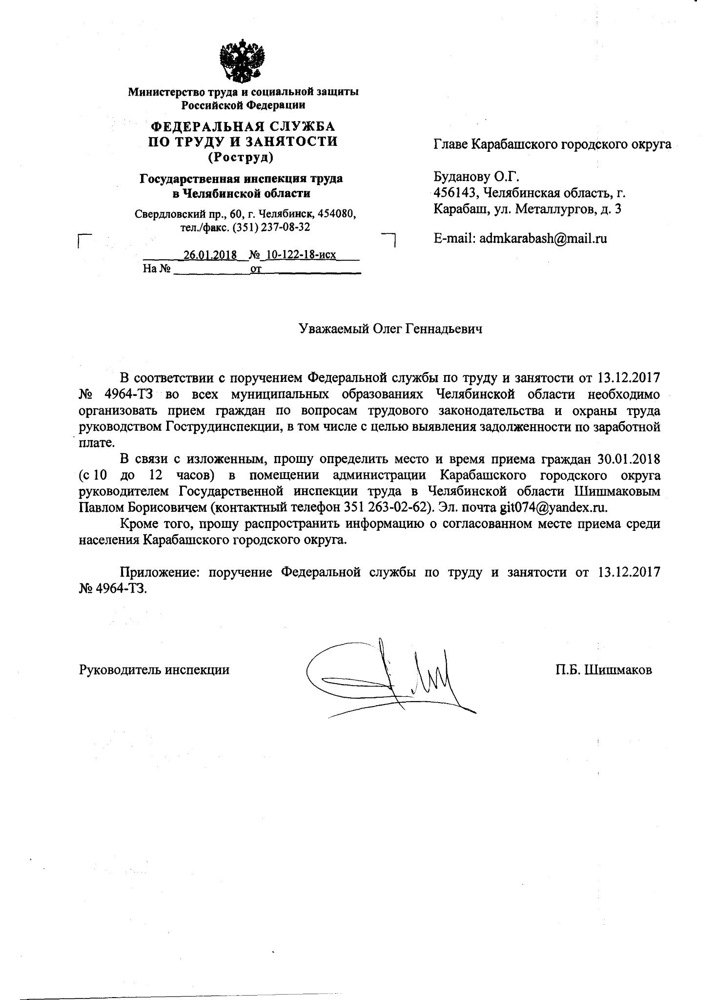 Министерство труда и социальной защиты
Российской Федерации
ФЕДЕРАЛЬНАЯ СЛУЖБА
ПО ТРУДУ И ЗАНЯТОСТИ
(Роструд)
Государственная инспекция труда
в Челябинской области
Свердловский пр., 60, г. Челябинск, 454080,
тел./факс. (351) 237-08-32
26.01.2018 № 10-122-18-исх
На № от
Главе Карабашского городского округа
Буданову О.Г.
456143, Челябинская область, г.
Карабаш, ул. Металлургов, д. 3
E-mail: admkarabash@mail.ru
Уважаемый Олег Геннадьевич
В соответствии с поручением Федеральной службы по труду и занятости от 13.12.2017
№ 4964-ТЗ во всех муниципальных образованиях Челябинской области необходимо
организовать прием граждан по вопросам трудового законодательства и охраны труда
руководством Гострудинспекции, в том числе с целью выявления задолженности по заработной
плате.
В связи с изложенным, прошу определить место и время приема граждан 30.01.2018
(с 10 до 12 часов) в помещении администрации Карабашского городского округа
руководителем Государственной инспекции труда в Челябинской области Шишмаковым
Павлом Борисовичем (контактный телефон 351 263-02-62). Эл. почта git074@yandex.ru.
Кроме того, прошу распространить информацию о согласованном месте приема среди
населения Карабашского городского округа.
Приложение: поручение Федеральной службы по труду и занятости от 13.12.2017
№ 4964-ТЗ.
Руководитель инспекции П.Б. Шишмаков